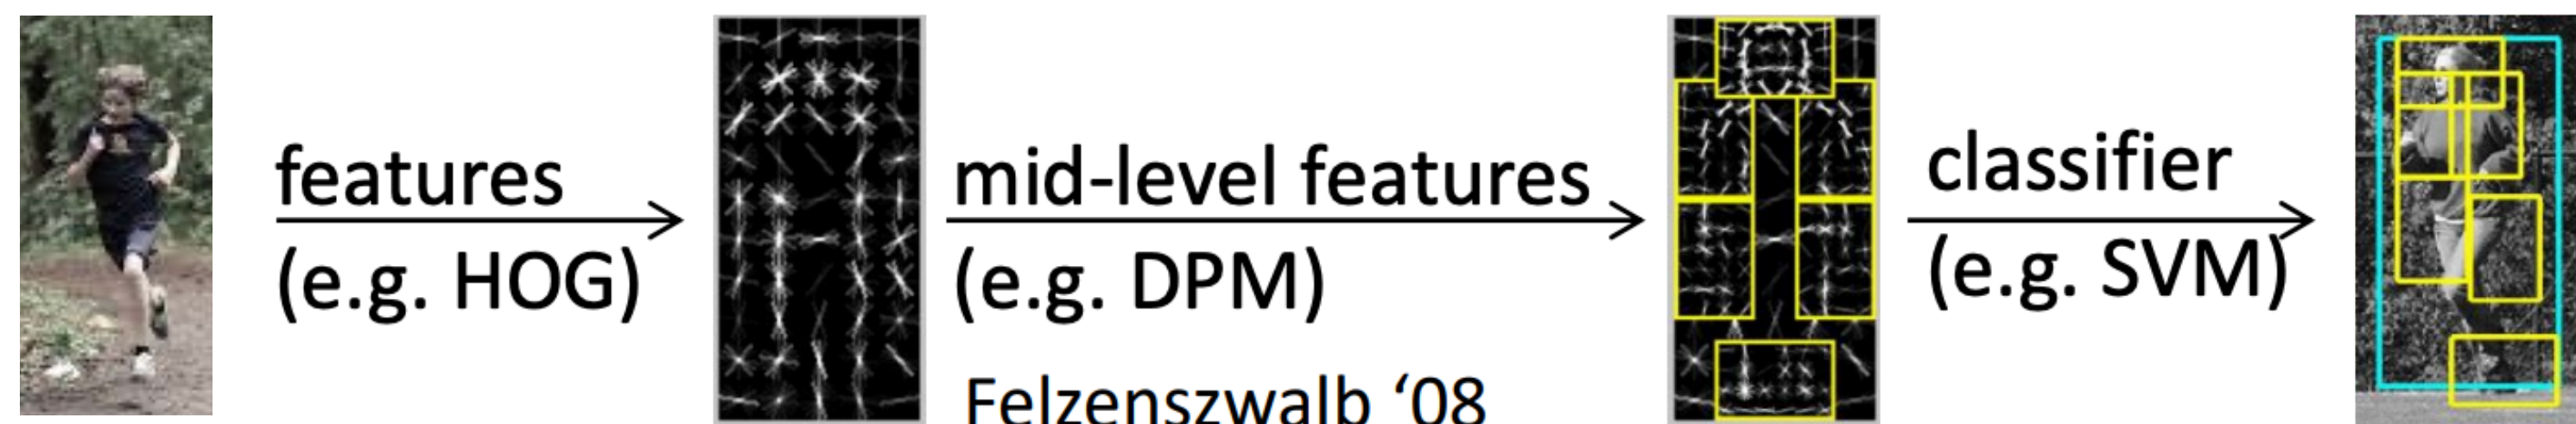 features
(e.g. HOG)
mid-level features
(e.g. DPM)
Felzenszwalb ‘08
classifier
(e.g. SVM)